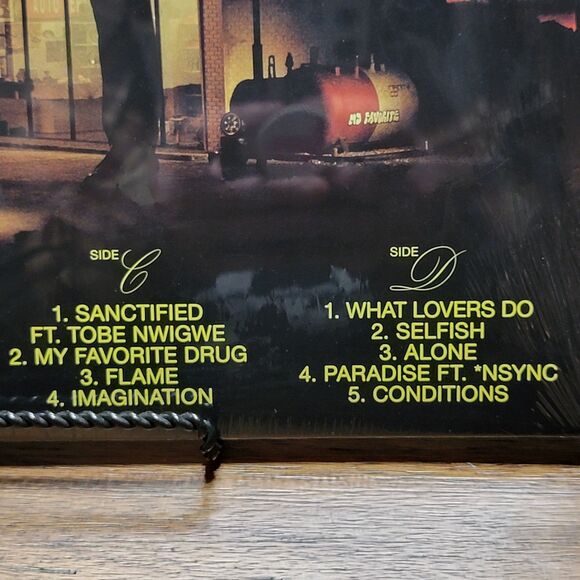 MY FAVORITE
SIDE C
1. SANCTIFIED
FT. TOBE NWIGWE
2. MY FAVORITE DRUG
3. FLAME
4. IMAGINATION
SIDE D
1. WHAT LOVERS DO
2. SELFISH
3. ALONE
4. PARADISE FT. *NSYNC
5. CONDITIONS